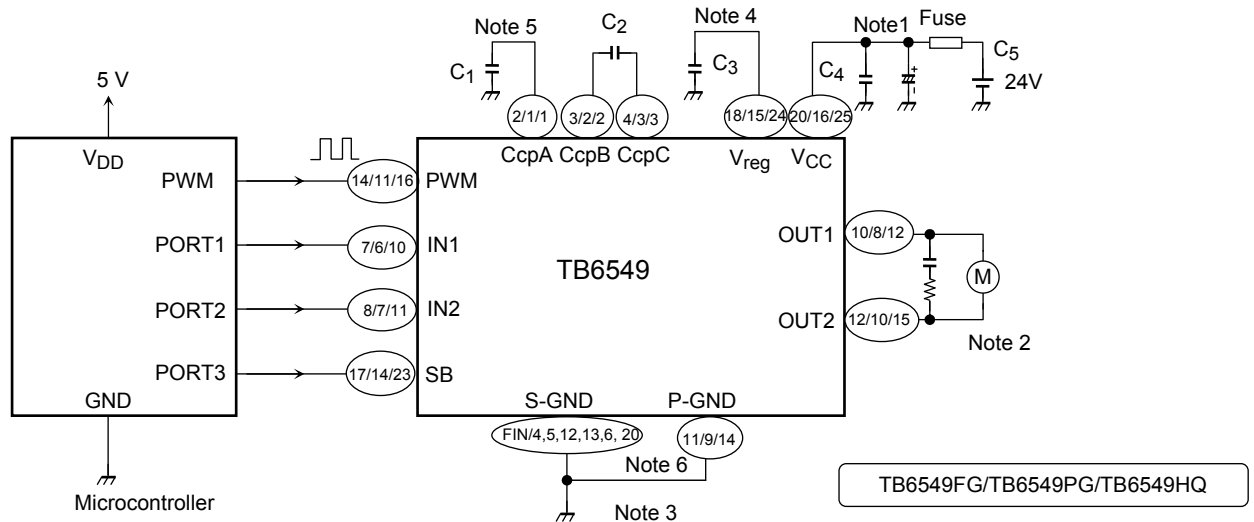 Note 5
C2
Note 4
Note1
Fuse
C1
C3
C4
C5
24V
5 V
2/1/1
3/2/2
4/3/3
18/15/24
20/16/25
VDD
CcpA
CcpB
CcpC
Vreg
VCC
PWM
14/11/16
PWM
PORT1
7/6/10
IN1
OUT1
10/8/12
TB6549
M
PORT2
8/7/11
IN2
OUT2
12/10/15
Note 2
PORT3
17/14/23
SB
GND
S-GND
P-GND
FIN/4,5,12,13,6, 20
11/9/14
Note 6
Microcontroller
Note 3
TB6549FG/TB6549PG/TB6549HQ